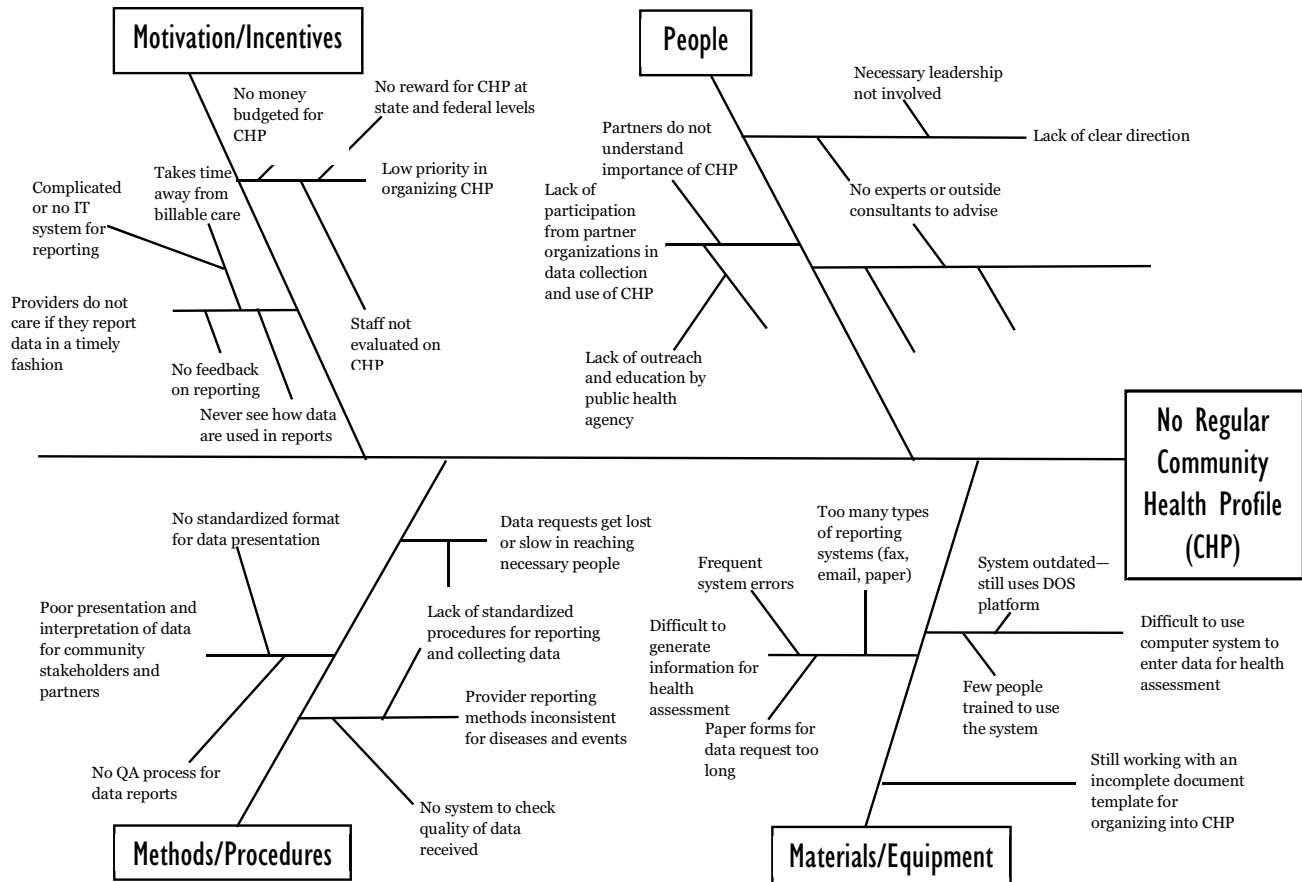 Motivation/Incentives
People
No money
budgeted for
CHP
No reward for CHP at
state and federal levels
Low priority in
organizing CHP
Takes time
away from
billable care
Complicated
or no IT
system for
reporting
Providers do not
care if they report
data in a timely
fashion
No feedback
on reporting
Never see how data
are used in reports
Staff not
evaluated on
CHP
Necessary leadership
not involved
Lack of clear direction
Partners do not
understand
importance of CHP
No experts or outside
consultants to advise
Lack of
participation
from partner
organizations in
data collection
and use of CHP
Lack of outreach
and education by
public health
agency
No Regular
Community
Health Profile
(CHP)
No standardized format
for data presentation
Data requests get lost
or slow in reaching
necessary people
Poor presentation and
interpretation of data
for community
stakeholders and
partners
Lack of standardized
procedures for reporting
and collecting data
Provider reporting
methods inconsistent
for diseases and events
No QA process for
data reports
No system to check
quality of data
received
Too many types
of reporting
systems (fax,
email, paper)
Frequent
system errors
System outdated—
still uses DOS
platform
Difficult to
generate
information for
health
assessment
Difficult to use
computer system to
enter data for health
assessment
Few people
trained to use
the system
Paper forms for
data request too
long
Still working with an
incomplete document
template for
organizing into CHP
Methods/Procedures
Materials/Equipment